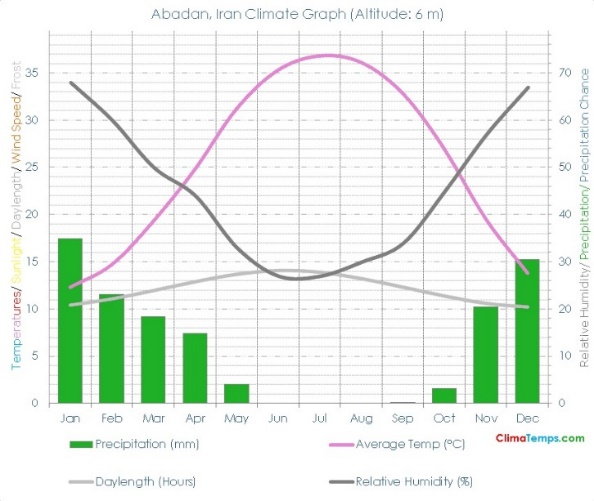 Abadan, Iran Climate Graph (Altitude: 6 m)
Temperatures/ Sunlight/ Daylength/ Wind Speed/ Frost
35
30
25
20
15
10
5
0
70
60
50
40
30
20
10
0
Relative Humidity/ Precipitation/ Precipitation Chance
Jan Feb Mar Apr May Jun Jul Aug Sep Oct Nov Dec
Precipitation (mm) Average Temp (°C)
ClimaTemps.com
Daylength (Hours) Relative Humidity (%)